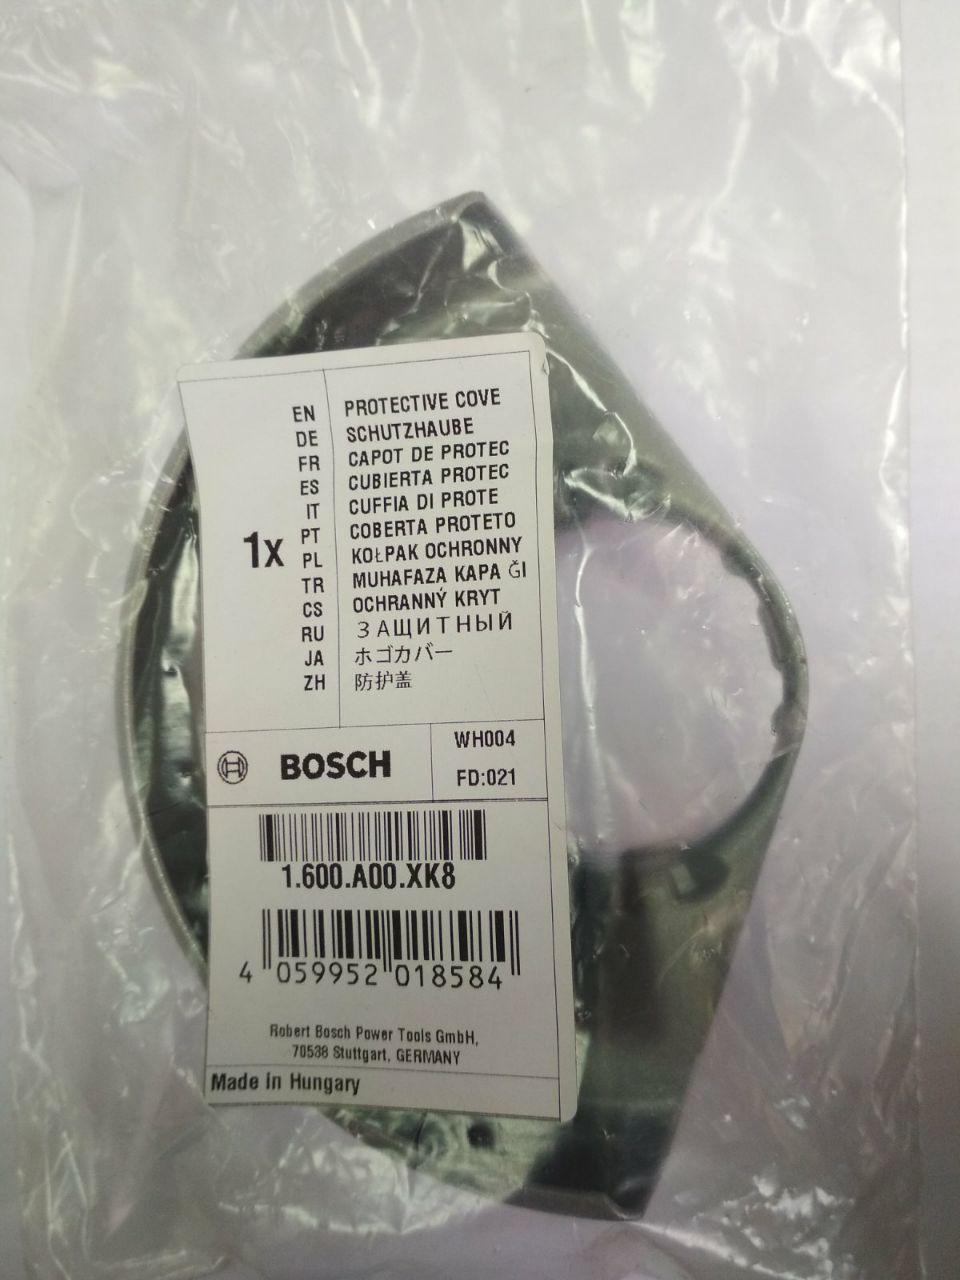 1x
EN PROTECTIVE COVE
DE SCHUTZHAUBE
FR CAPOT DE PROTEC
ES CUBIERTA PROTEC
IT CUFFIA DI PROTE
PT COBERTA PROTETO
PL KOŁPAK OCHRONNY
TR MUHAFAZA KAPA ĞI
CS OCHRANNÝ KRYT
RU ЗАЩИТНЫЙ
JA ホゴカバー
ZH 防护盖
BOSCH
WH004
FD:021
1.600.A00.XK8
4 059952 018584
Robert Bosch Power Tools GmbH,
70538 Stuttgart, GERMANY
Made in Hungary